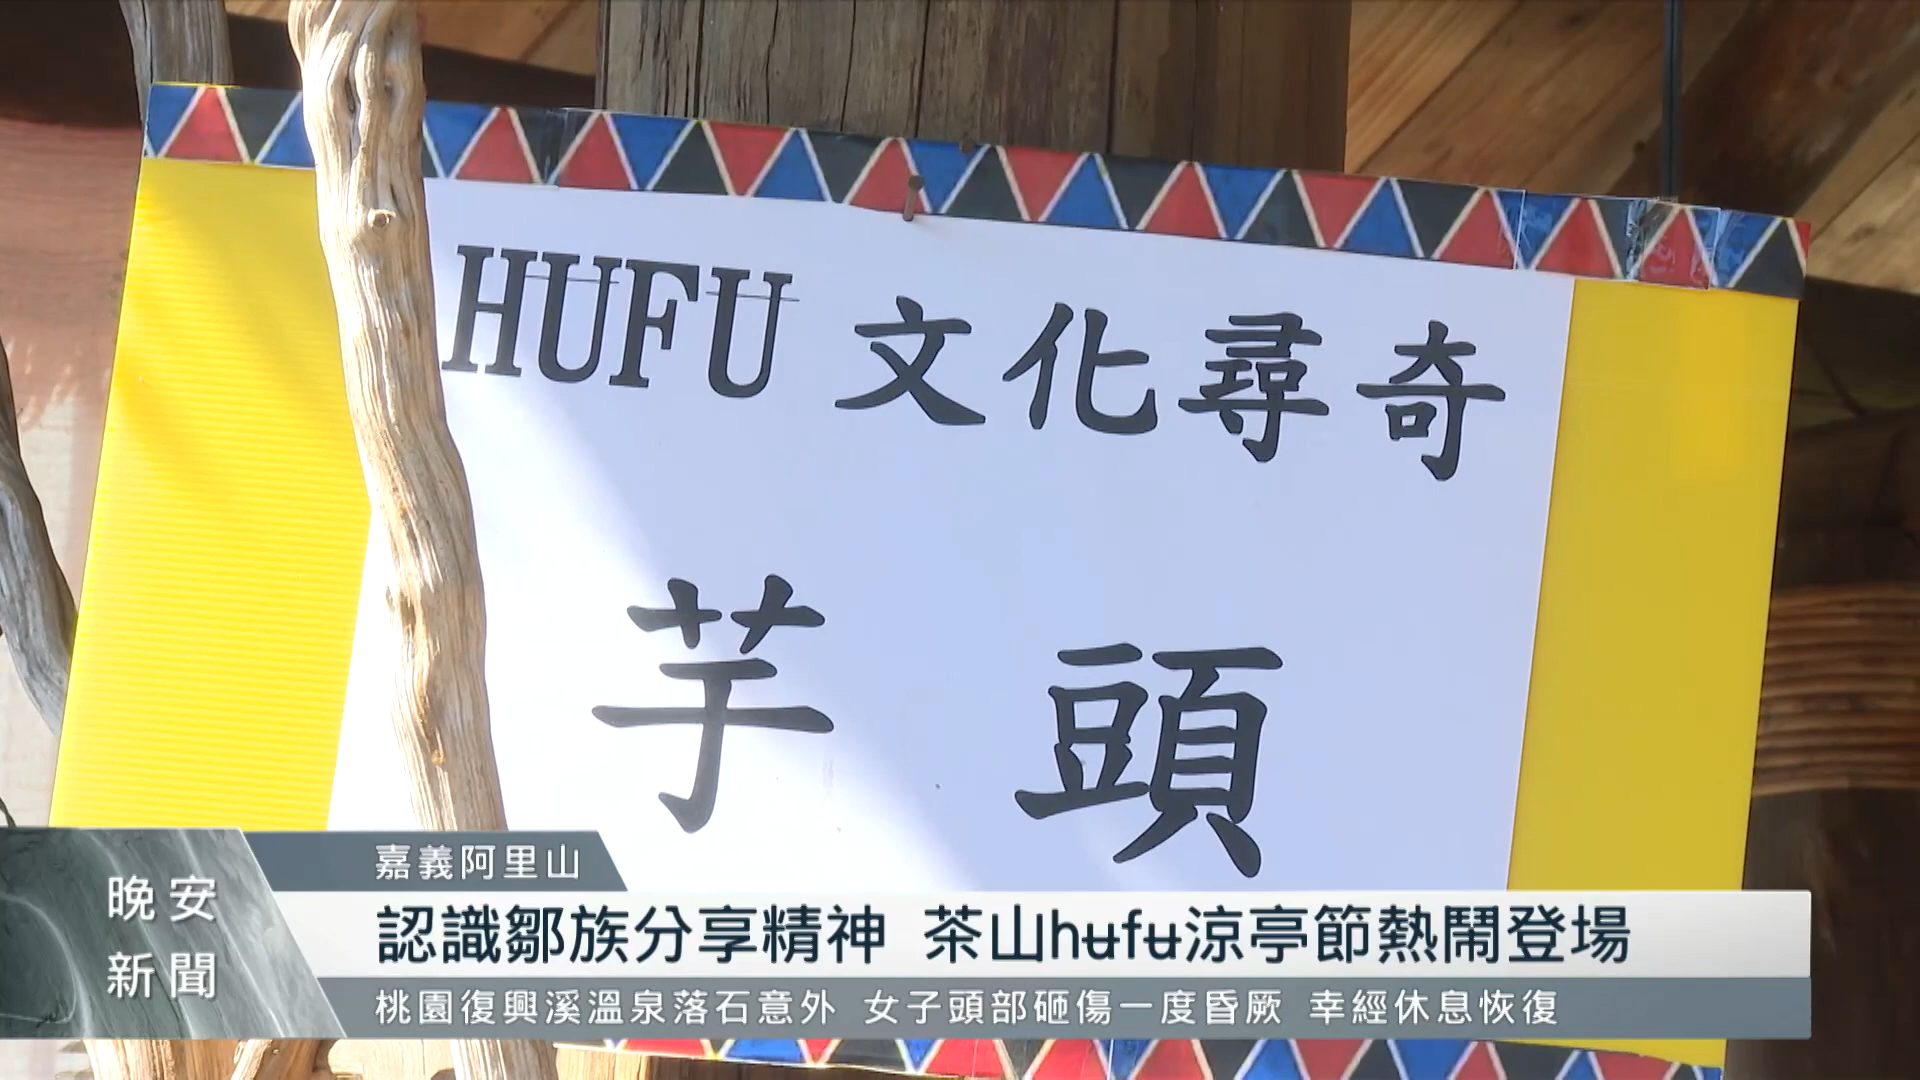 HɄFɄ 文化尋奇
芋頭
嘉義阿里山
晚安
新聞
認識鄒族分享精神 茶山hʉfʉ涼亭節熱鬧登場
桃園復興溪溫泉落石意外 女子頭部砸傷一度昏厥 幸經休息恢復